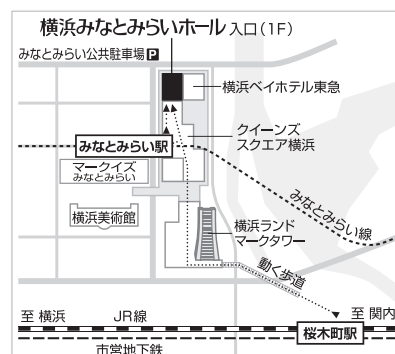 横浜みなとみらいホール 入口(1F)
みなとみらい公共駐車場 P
横浜ベイホテル東急
クイーンズ
スクエア横浜
みなとみらい駅
マークイズ
みなとみらい
みなとみらい線
横浜美術館
横浜ランド
マークタワー
動く歩道
至 横浜
JR線
至 関内
桜木町駅
市営地下鉄